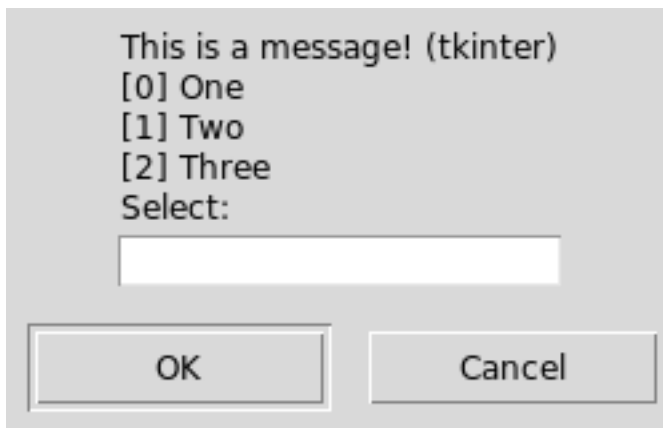 This is a message! (tkinter)
[0] One
[1] Two
[2] Three
Select:
OK
Cancel